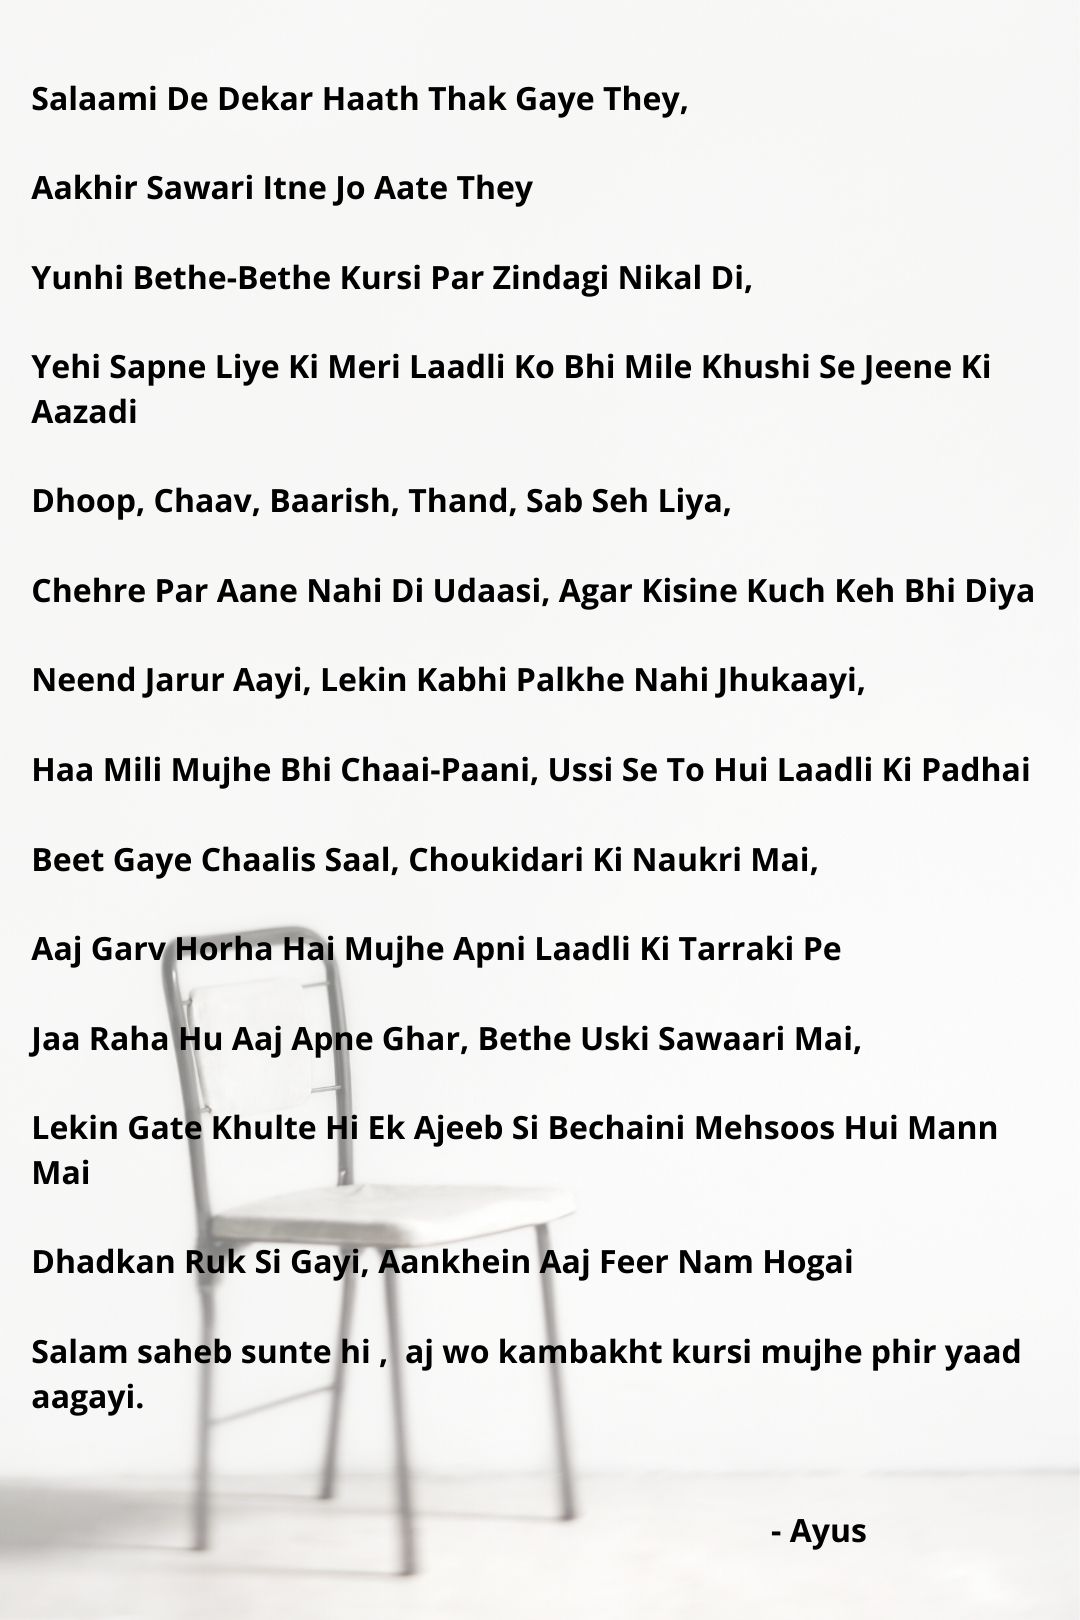 Salaami De Dekar Haath Thak Gaye They,
Aakhir Sawari Itne Jo Aate They
Yunhi Bethe-Bethe Kursi Par Zindagi Nikal Di,
Yehi Sapne Liye Ki Meri Laadli Ko Bhi Mile Khushi Se Jeene Ki
Aazadi
Dhoop, Chaav, Baarish, Thand, Sab Seh Liya,
Chehre Par Aane Nahi Di Udaasi, Agar Kisine Kuch Keh Bhi Diya
Neend Jarur Aayi, Lekin Kabhi Palkhe Nahi Jhukaayi,
Haa Mili Mujhe Bhi Chaai-Paani, Ussi Se To Hui Laadli Ki Padhai
Beet Gaye Chaalis Saal, Choukidari Ki Naukri Mai,
Aaj Garv Horha Hai Mujhe Apni Laadli Ki Tarraki Pe
Jaa Raha Hu Aaj Apne Ghar, Bethe Uski Sawaari Mai,
Lekin Gate Khulte Hi Ek Ajeeb Si Bechaini Mehsoos Hui Mann
Mai
Dhadkan Ruk Si Gayi, Aankhein Aaj Feer Nam Hogai
Salam saheb sunte hi ,  aj wo kambakht kursi mujhe phir yaad
aagayi.
- Ayus